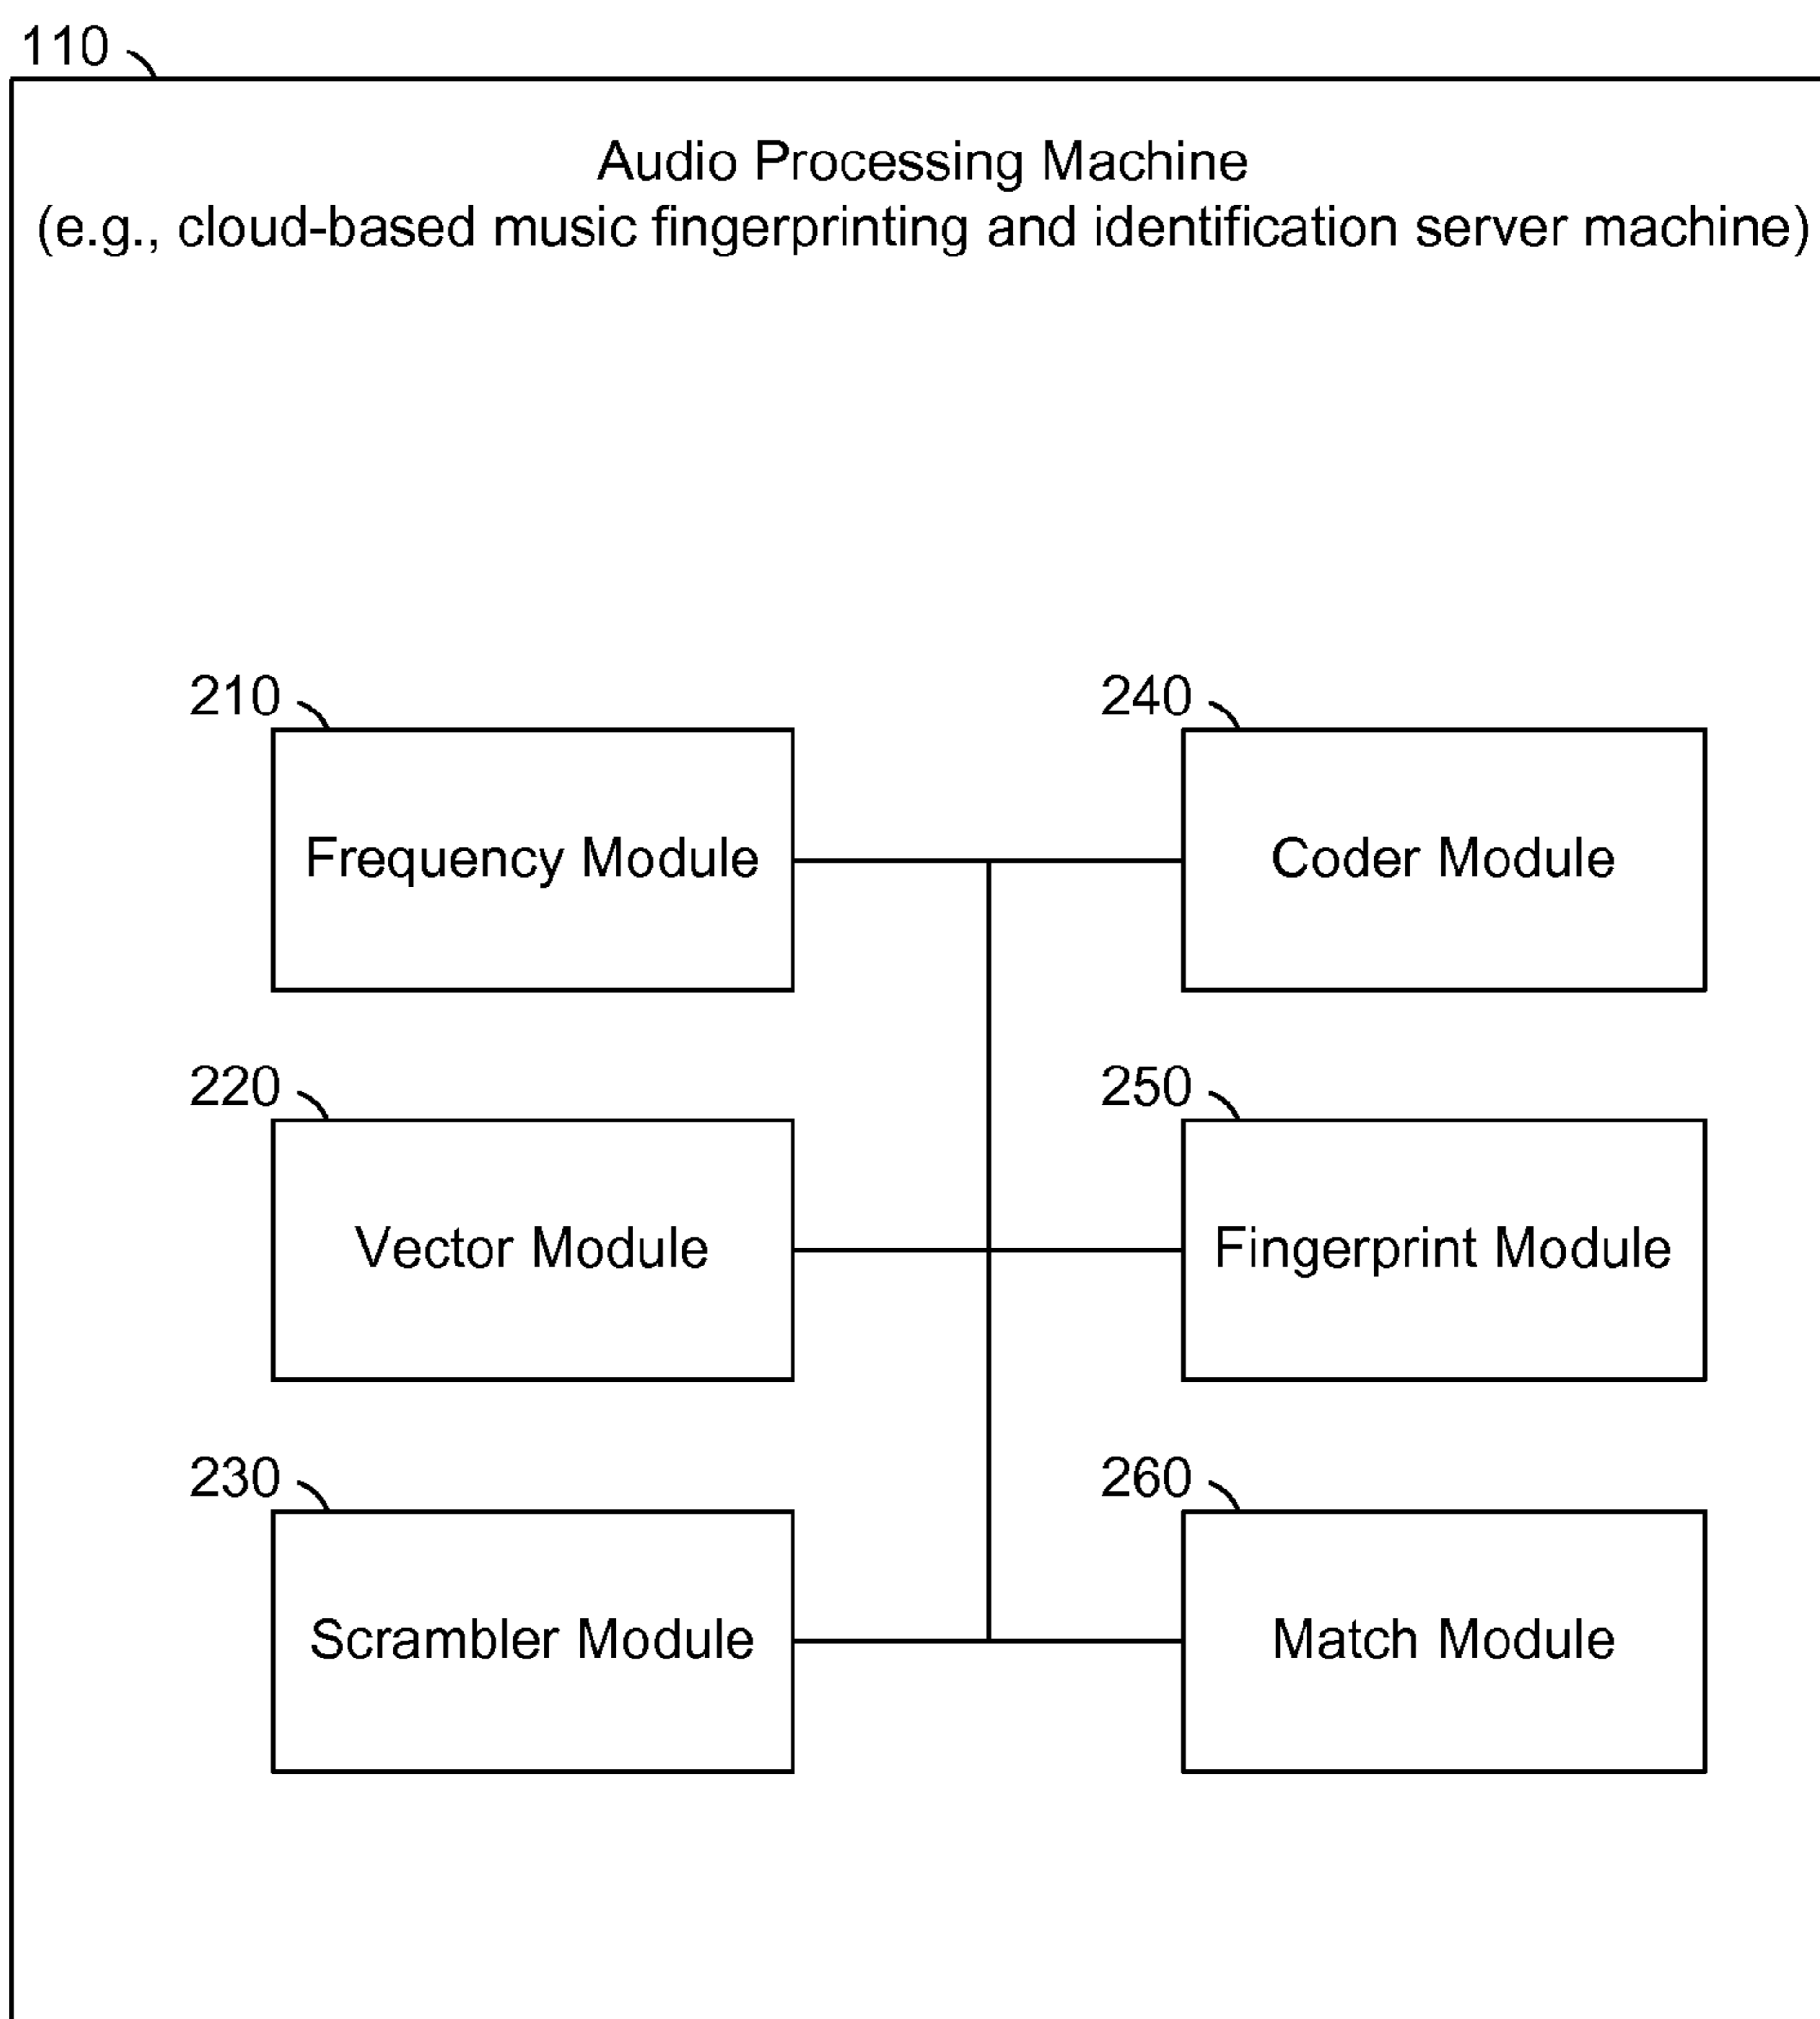 110
Audio Processing Machine
(e.g., cloud-based music fingerprinting and identification server machine)
210
240
Frequency Module
Coder Module
220
250
Vector Module
Fingerprint Module
230
260
Scrambler Module
Match Module